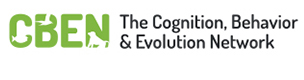 CBEN
The Cognition, Behavior
& Evolution Network